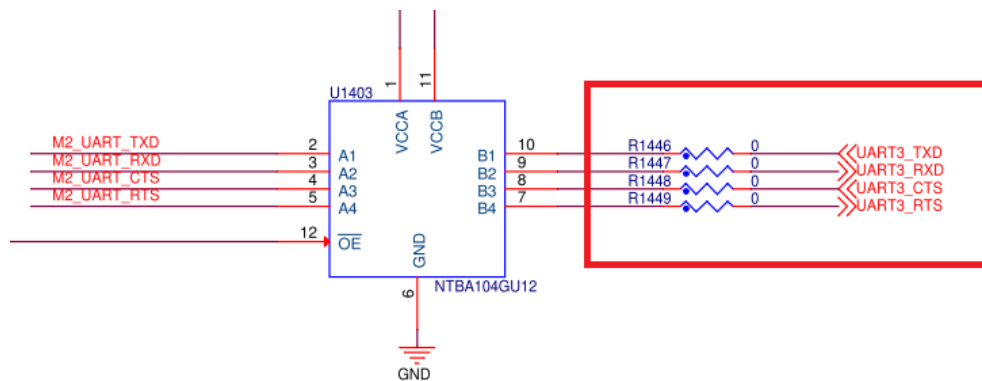 U1403
1 11
VCCA VCCB
M2_UART_TXD 2 A1 B1 10 R1446 0 UART3_TXD
M2_UART_RXD 3 A2 B2 9 R1447 0 UART3_RXD
M2_UART_CTS 4 A3 B3 8 R1448 0 UART3_CTS
M2_UART_RTS 5 A4 B4 7 R1449 0 UART3_RTS
12 OE
GND
NTBA104GU12
6
GND